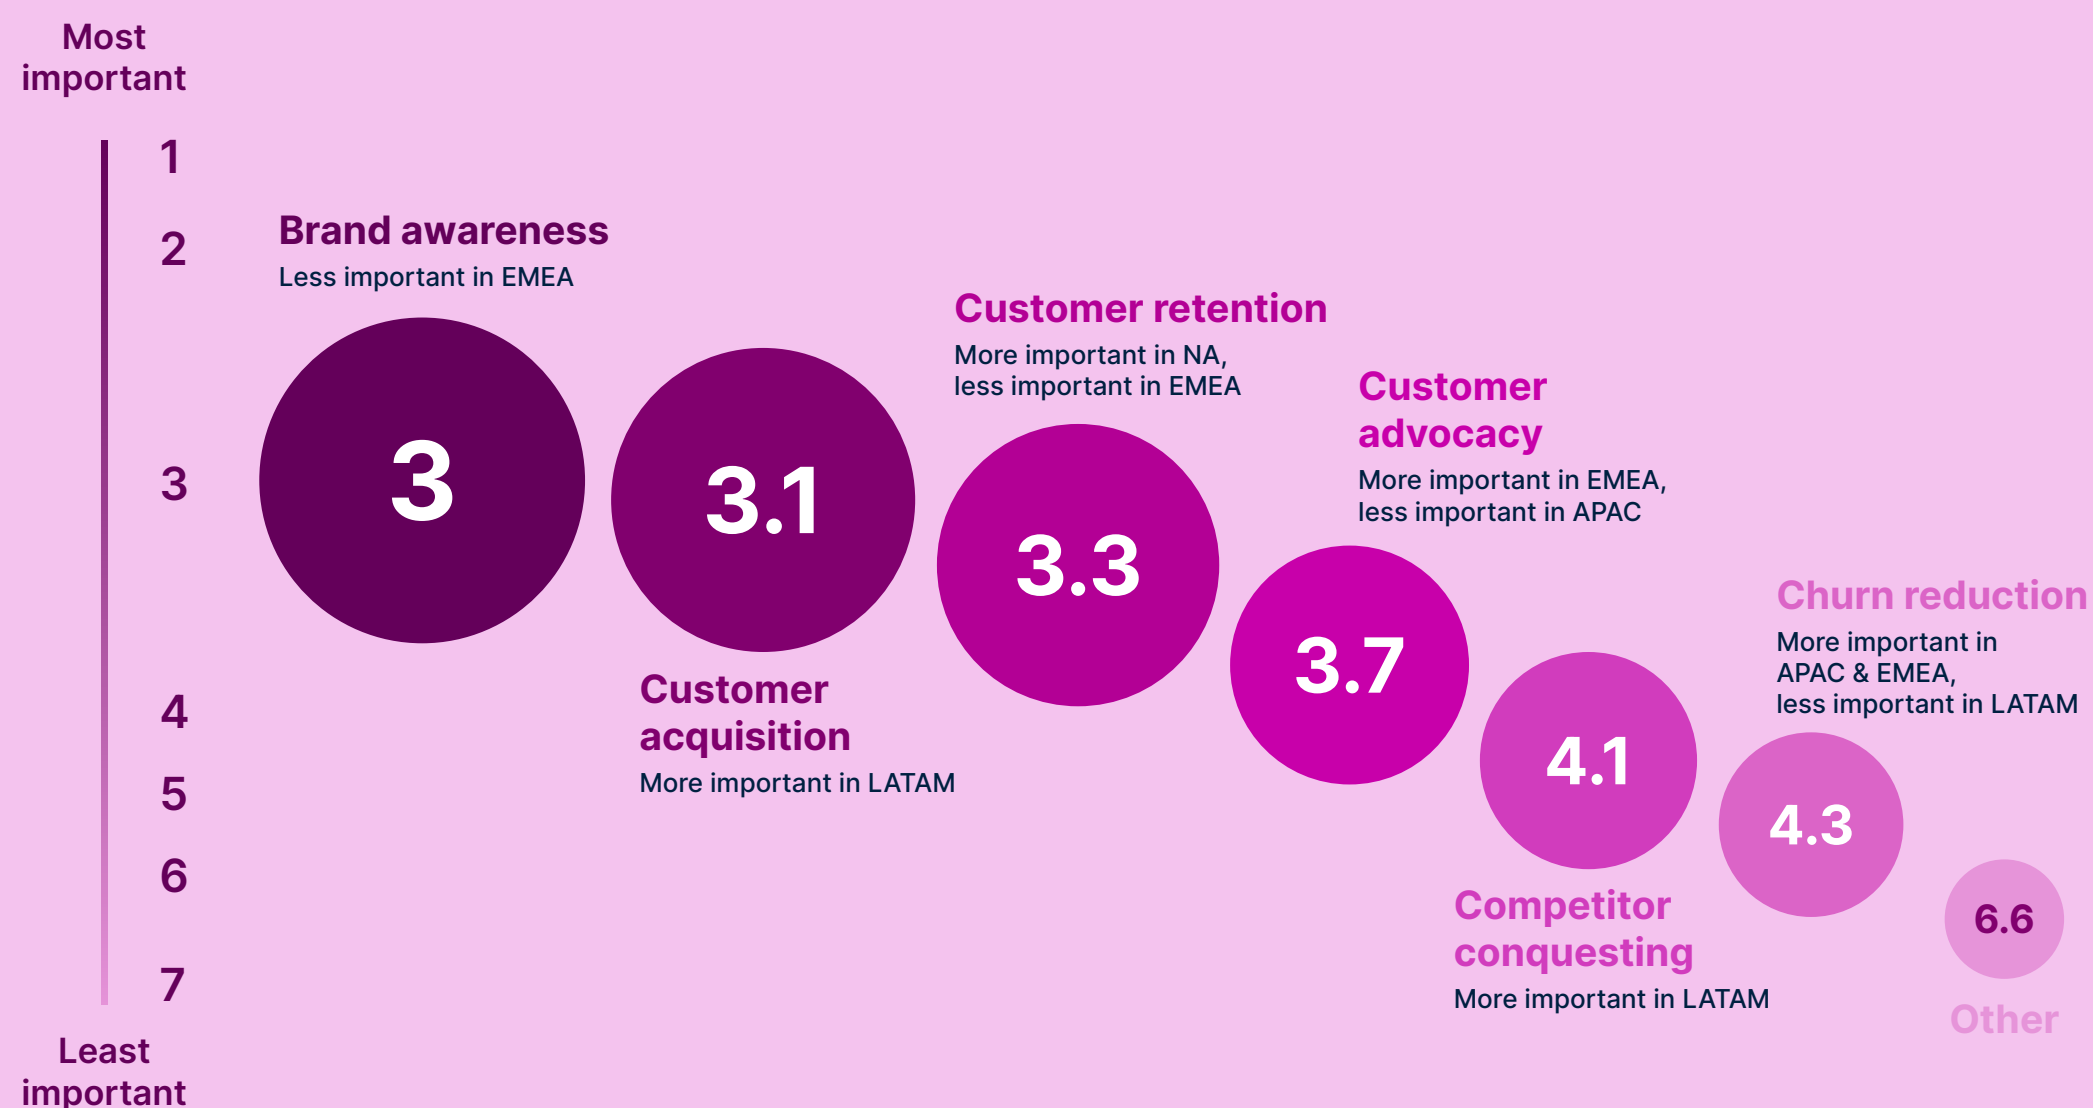 Most
important
1
2
3
4
5
6
7
Least
important
Brand awareness
Less important in EMEA
3
3.1
Customer
acquisition
More important in LATAM
Customer retention
More important in NA,
less important in EMEA
3.3
Customer
advocacy
More important in EMEA,
less important in APAC
3.7
4.1
Competitor
conquesting
More important in LATAM
Churn reduction
More important in
APAC & EMEA,
less important in LATAM
4.3
6.6
Other